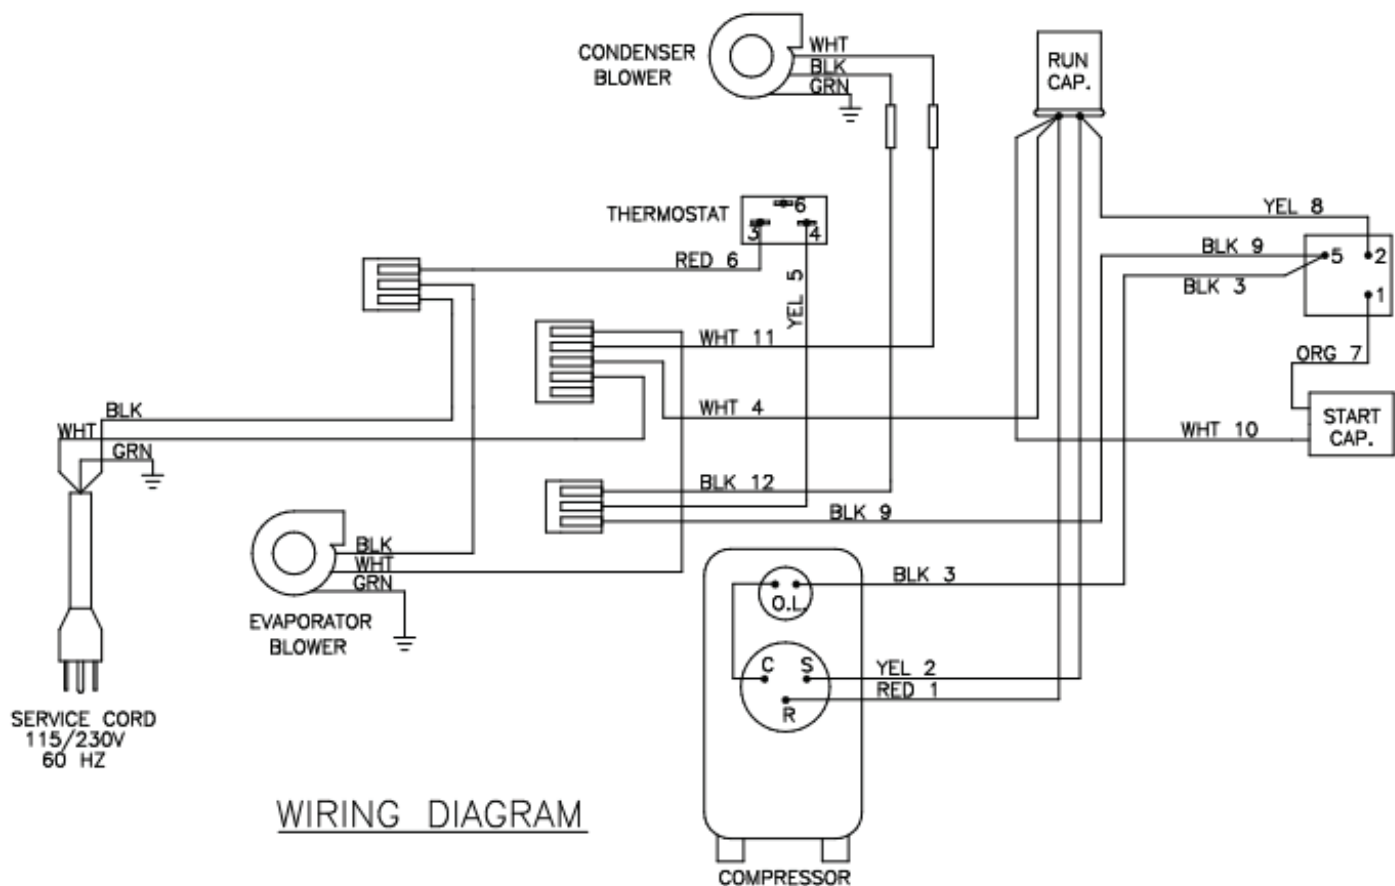 CONDENSER
BLOWER
WHT
BLK
GRN
RUN
CAP.
THERMOSTAT
6
3
4
RED 6
YEL 5
YEL 8
BLK 9
5
2
BLK 3
1
WHT 11
ORG 7
BLK
WHT 4
START
CAP.
WHT
WHT 10
GRN
BLK 12
BLK 9
BLK
WHT
GRN
EVAPORATOR
BLOWER
BLK 3
O.L.
C
S
YEL 2
RED 1
R
SERVICE CORD
115/230V
60 HZ
WIRING DIAGRAM
COMPRESSOR